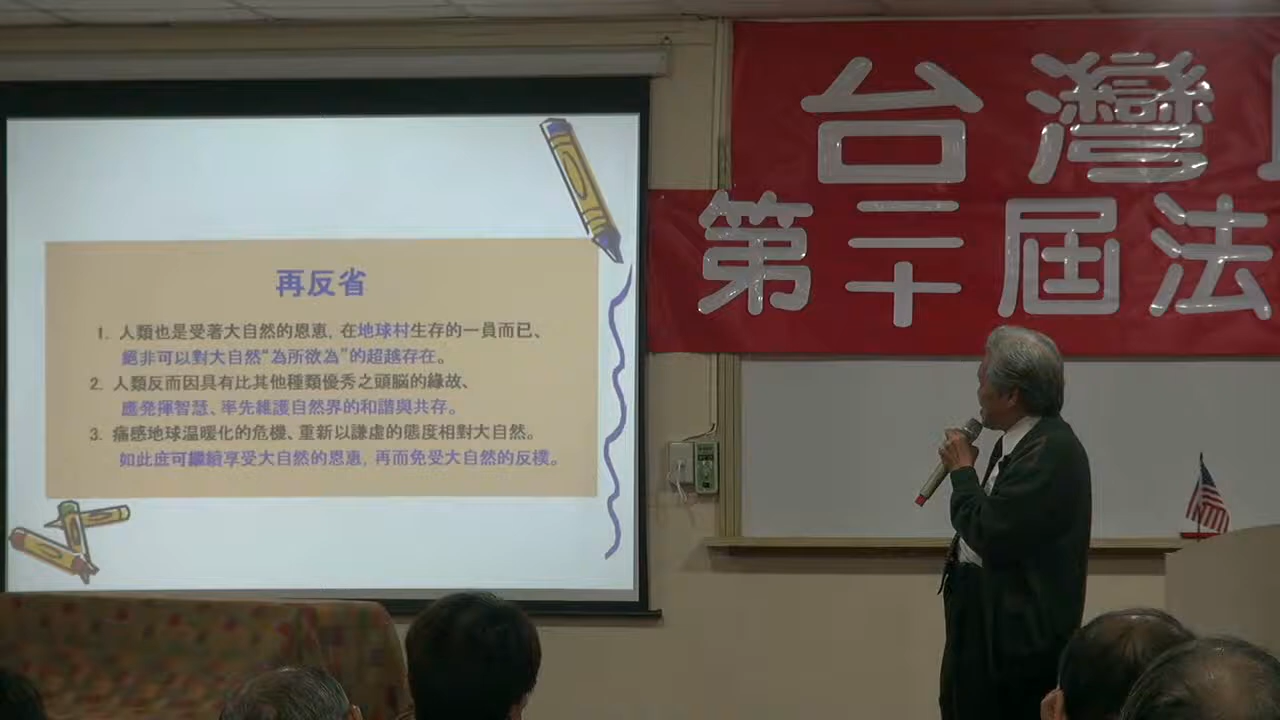 台灣
第二十屆法
再反省
1. 人類也是受著大自然的恩惠, 在地球村生存的一員而已、
絕非可以對大自然“為所欲為”的超越存在。
2. 人類反而因具有比其他種類優秀之頭腦的緣故、
應発揮智慧、率先維護自然界的和諧與共存。
3. 痛感地球温暖化的危機、重新以謙虛的態度相對大自然。
如此庶可繼續享受大自然的恩惠, 再而免受大自然的反樸。